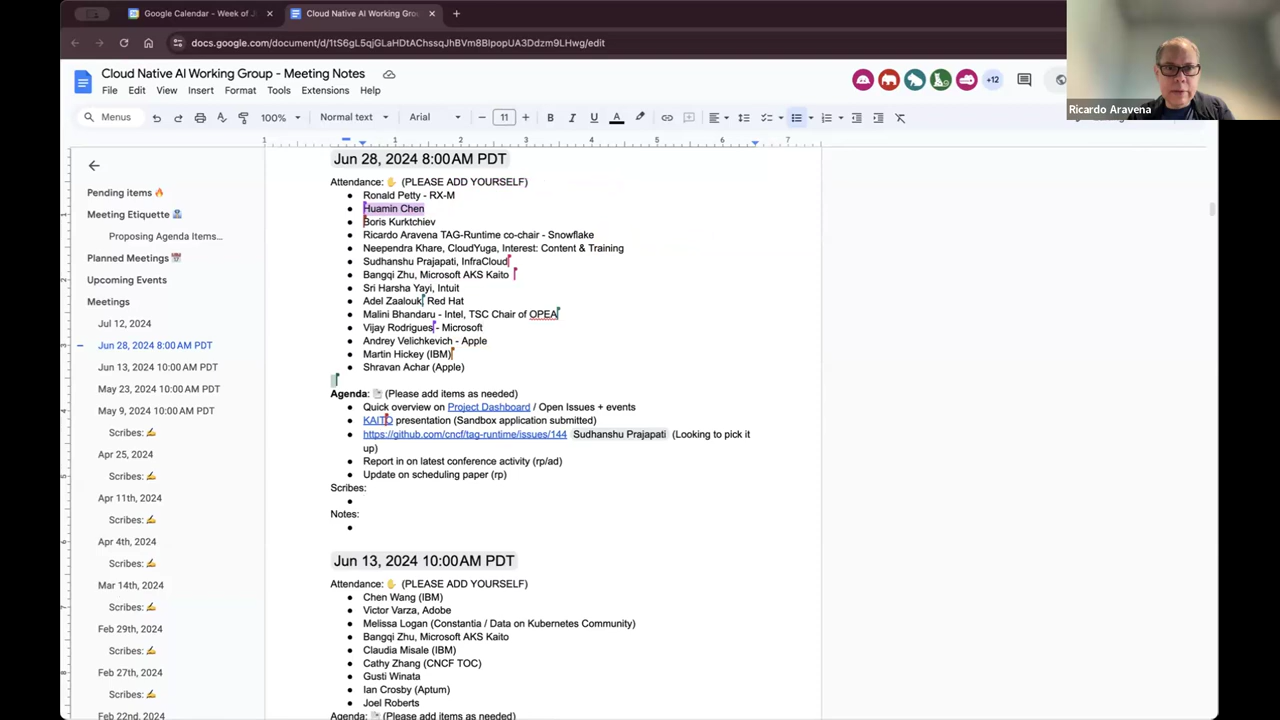 Google Calendar - Week of J
Cloud Native AI Working Gro
docs.google.com/document/d/1tS6gL5qjGLaHDtAChssqJhBVm8BlpopUA3Ddzm9LHwg/edit
Cloud Native AI Working Group - Meeting Notes
File Edit View Insert Format Tools Extensions Help
+12
Menus 100% Normal text Arial 11
Ricardo Aravena
1 1 2 3 4 5 6 7
Pending items 🔥
Meeting Etiquette
Proposing Agenda Items...
Planned Meetings 📅
Upcoming Events
Meetings
Jul 12, 2024
Jun 28, 2024 8:00AM PDT
Jun 13, 2024 10:00AM PDT
May 23, 2024 10:00AM PDT
May 9, 2024 10:00AM PDT
Scribes: ✍️
Apr 25, 2024
Scribes: ✍️
Apr 11th, 2024
Scribes: ✍️
Apr 4th, 2024
Scribes: ✍️
Mar 14th, 2024
Scribes: ✍️
Feb 29th, 2024
Scribes: ✍️
Feb 27th, 2024
Scribes: ✍️
Feb 22nd, 2024
Jun 28, 2024 8:00AM PDT
Attendance: ✋ (PLEASE ADD YOURSELF)
● Ronald Petty - RX-M
● Huamin Chen
● Boris Kurktchiev
● Ricardo Aravena TAG-Runtime co-chair - Snowflake
● Neependra Khare, CloudYuga, Interest: Content & Training
● Sudhanshu Prajapati, InfraCloud
● Bangqi Zhu, Microsoft AKS Kaito
● Sri Harsha Yayi, Intuit
● Adel Zaalouk, Red Hat
● Malini Bhandaru - Intel, TSC Chair of OPEA
● Vijay Rodrigues - Microsoft
● Andrey Velichkevich - Apple
● Martin Hickey (IBM)
● Shravan Achar (Apple)
Agenda: 📝 (Please add items as needed)
● Quick overview on Project Dashboard / Open Issues + events
● KAITO presentation (Sandbox application submitted)
● https://github.com/cncf/tag-runtime/issues/144 Sudhanshu Prajapati (Looking to pick it
up)
● Report in on latest conference activity (rp/ad)
● Update on scheduling paper (rp)
Scribes:
●
Notes:
●
Jun 13, 2024 10:00AM PDT
Attendance: ✋ (PLEASE ADD YOURSELF)
● Chen Wang (IBM)
● Victor Varza, Adobe
● Melissa Logan (Constantia / Data on Kubernetes Community)
● Bangqi Zhu, Microsoft AKS Kaito
● Claudia Misale (IBM)
● Cathy Zhang (CNCF TOC)
● Gusti Winata
● Ian Crosby (Aptum)
● Joel Roberts
Agenda: 📝 (Please add items as needed)